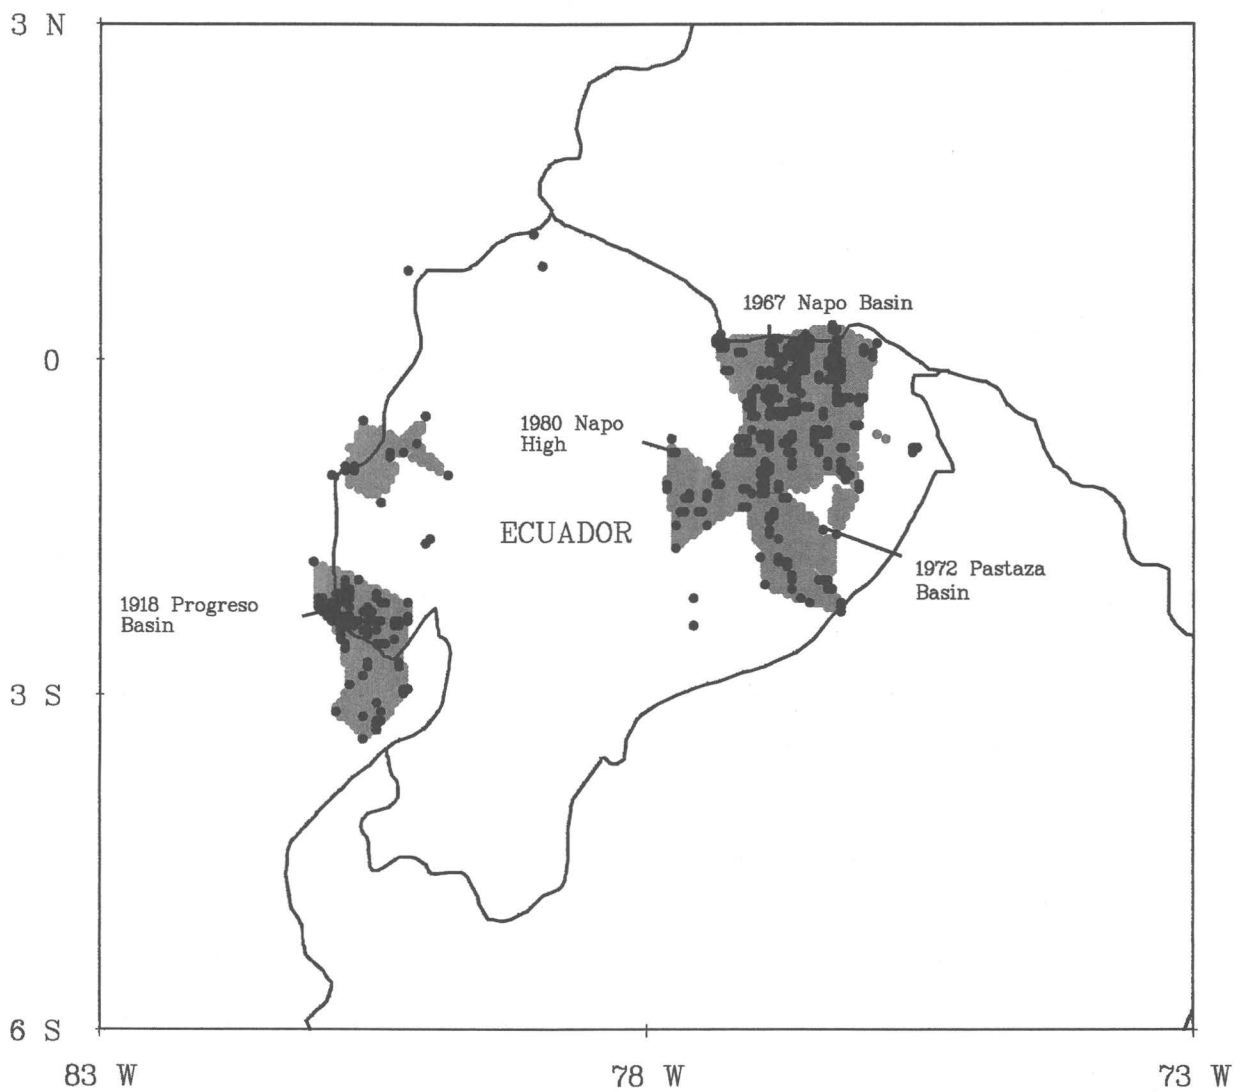 3 N
1967 Napo Basin
0
1980 Napo
High
ECUADOR
1972 Pastaza
Basin
1918 Progreso
Basin
3 S
6 S
83 W
78 W
73 W